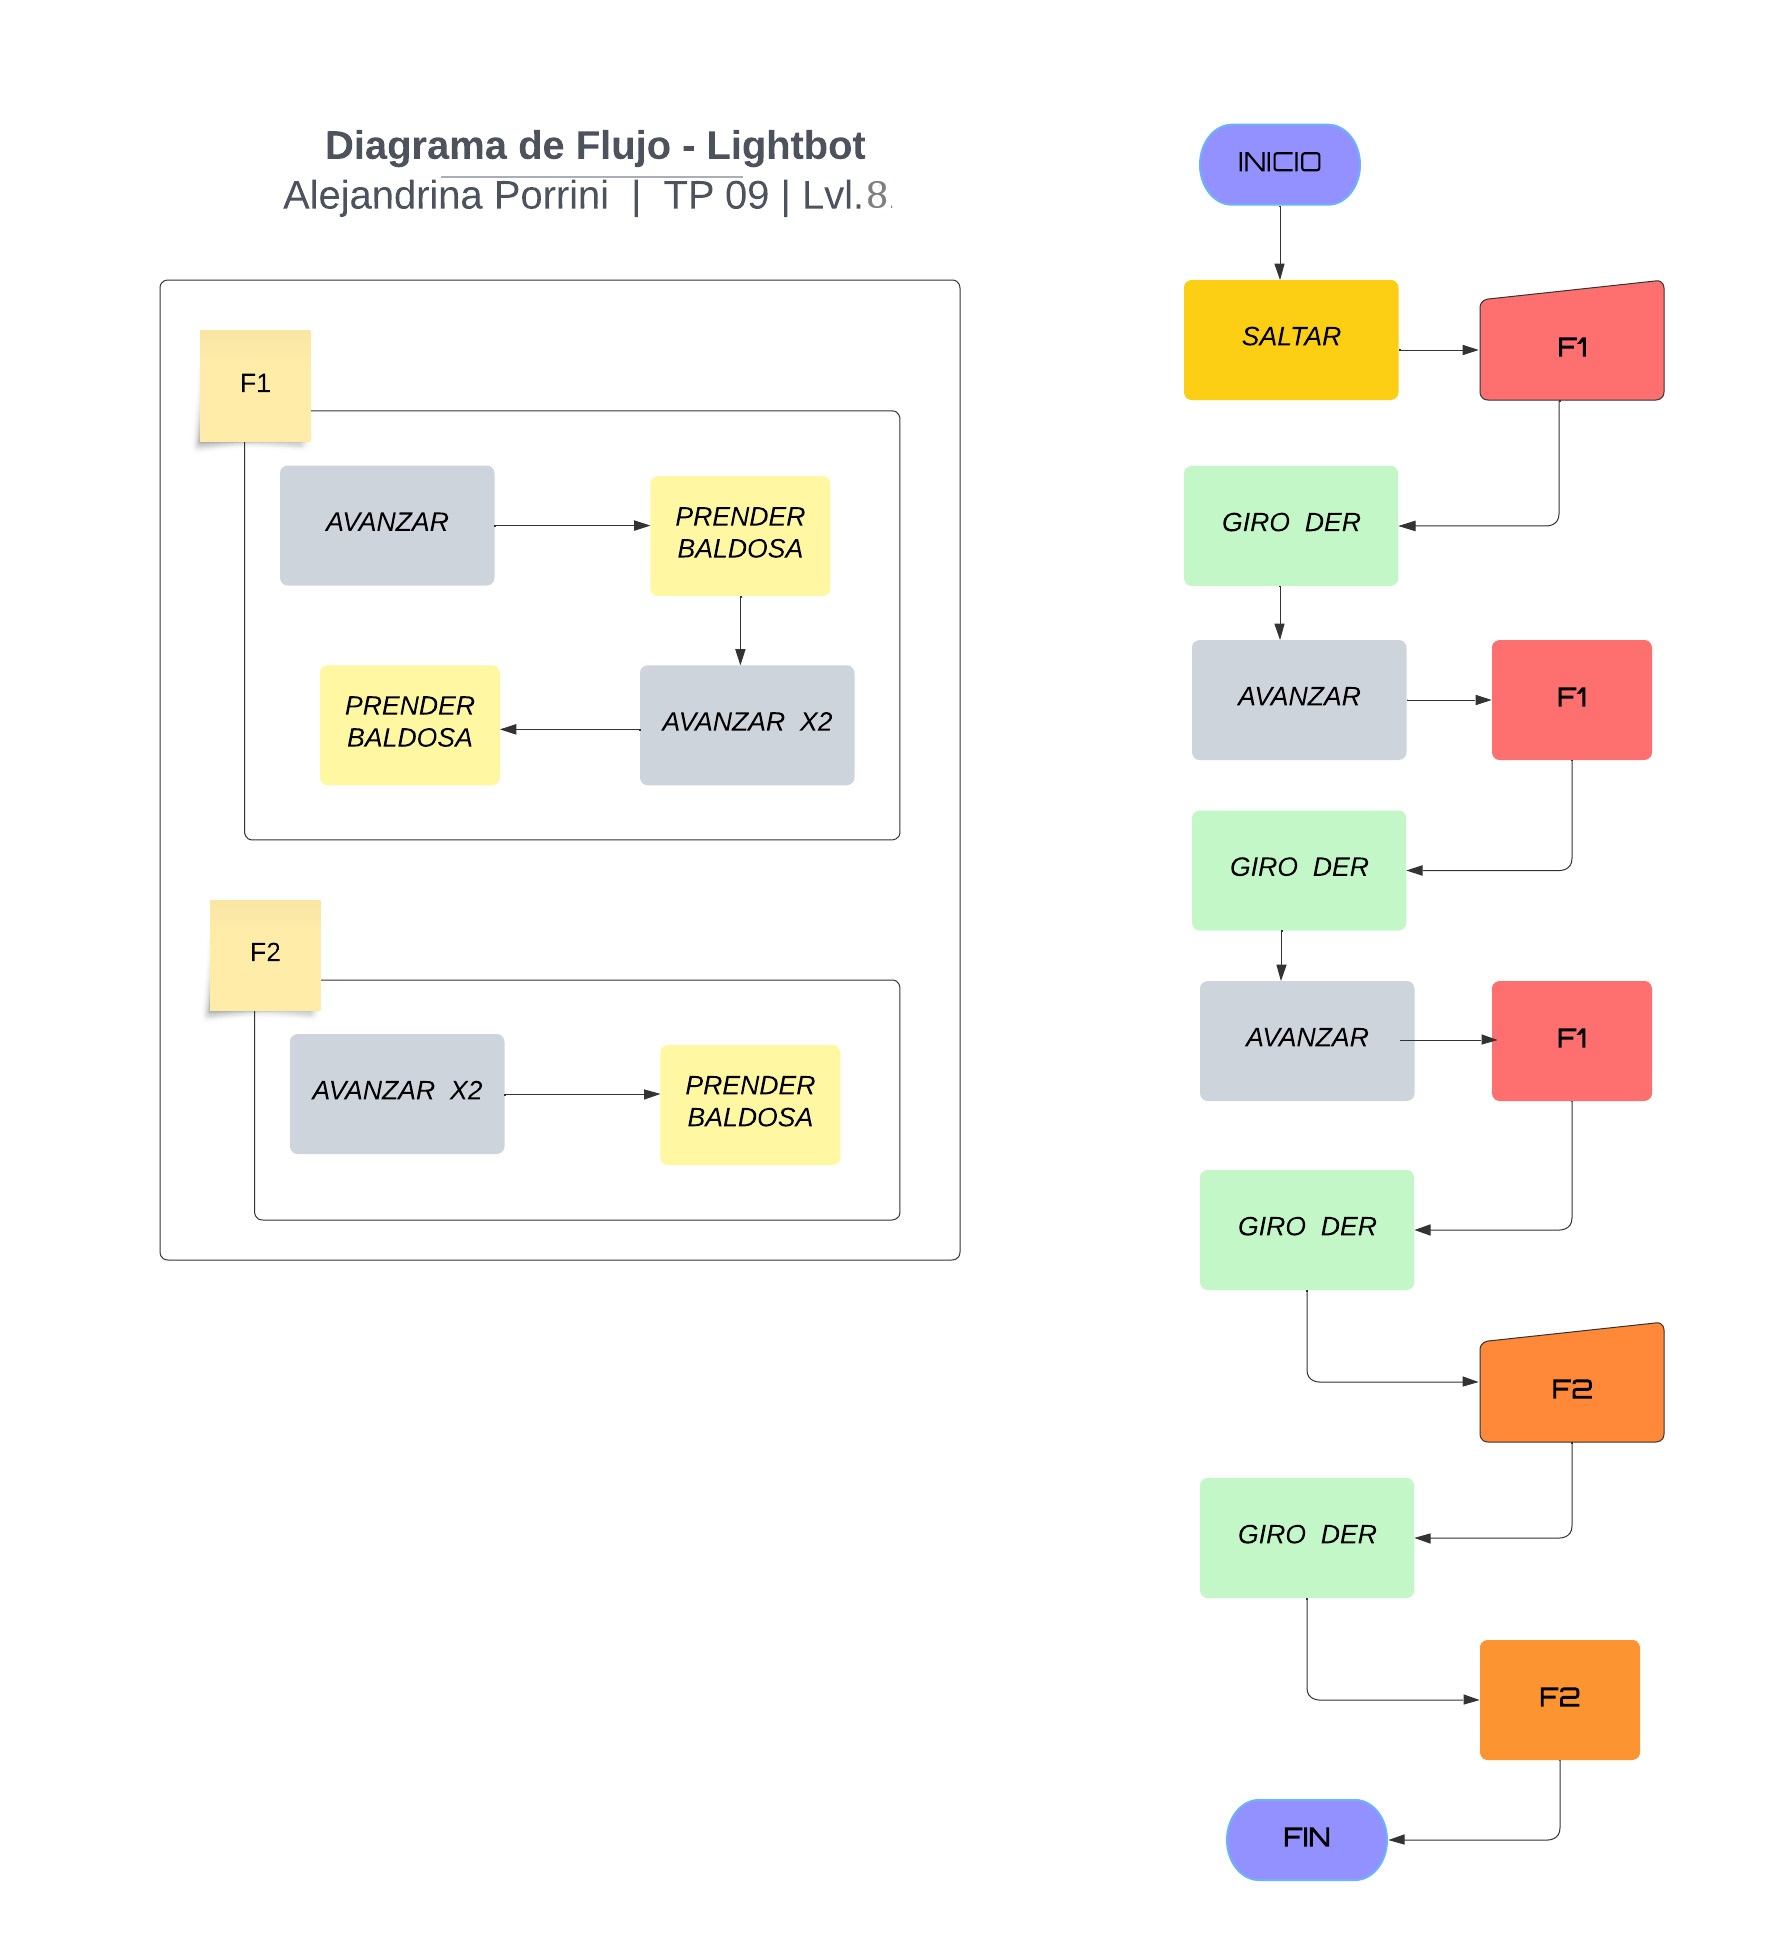 Diagrama de Flujo - Lightbot
Alejandrina Porrini | TP 09 | Lvl.8.
F1
AVANZAR
PRENDER
BALDOSA
PRENDER
BALDOSA
AVANZAR X2
F2
AVANZAR X2
PRENDER
BALDOSA
INICIO
SALTAR
F1
GIRO DER
AVANZAR
F1
GIRO DER
AVANZAR
F1
GIRO DER
F2
GIRO DER
F2
FIN